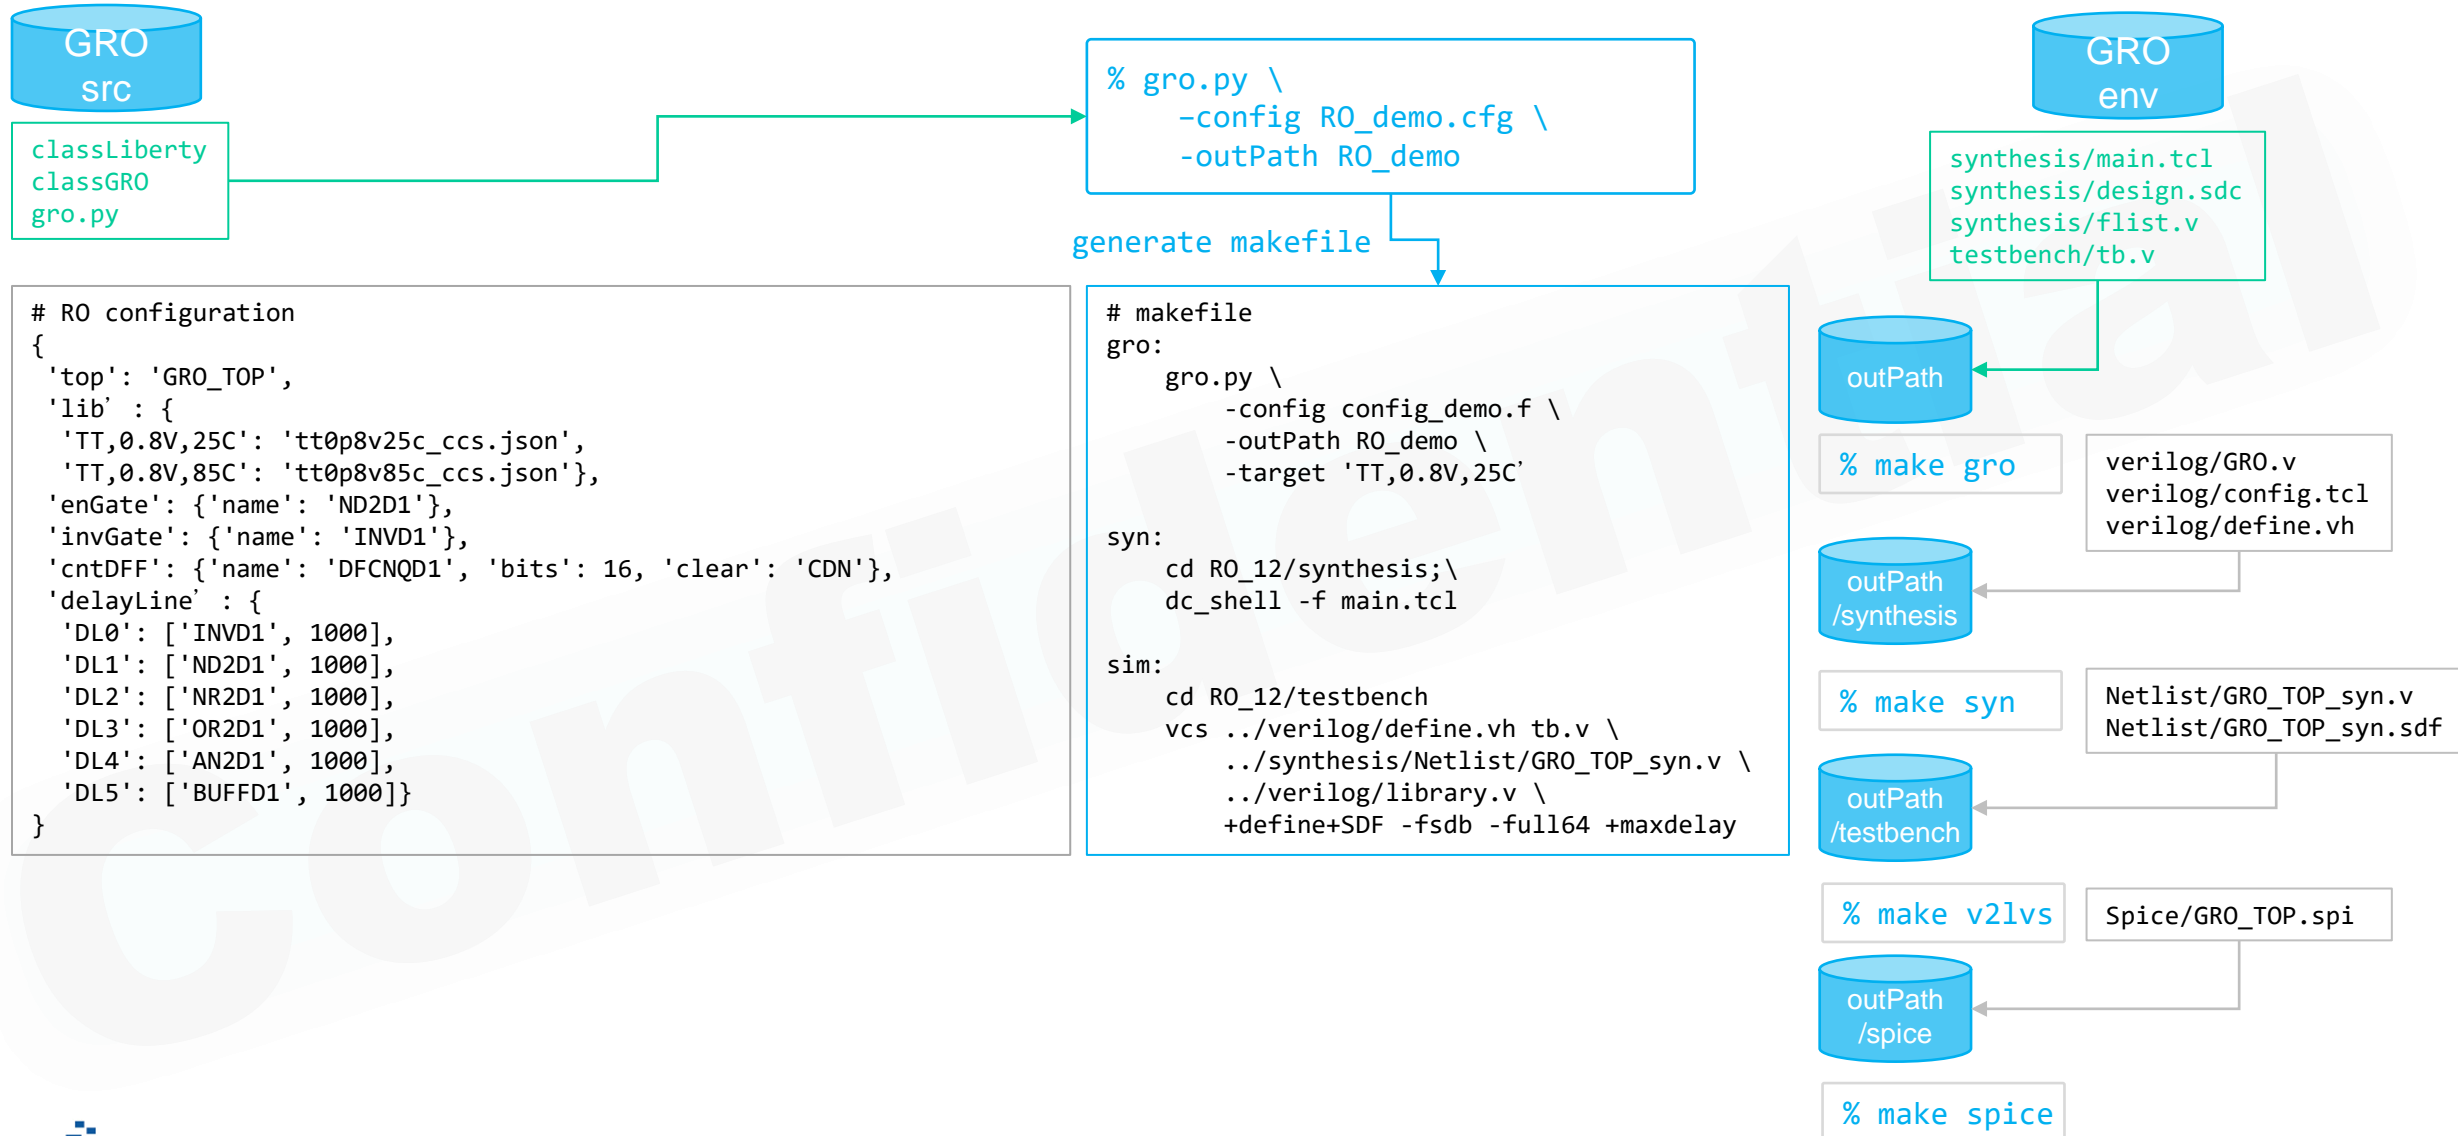 GRO
src
classLiberty
classGRO
gro.py
% gro.py \
–config RO_demo.cfg \
-outPath RO_demo
generate makefile
GRO
env
synthesis/main.tcl
synthesis/design.sdc
synthesis/flist.v
testbench/tb.v
# RO configuration
{
'top': 'GRO_TOP',
'lib’ : {
'TT,0.8V,25C': 'tt0p8v25c_ccs.json',
'TT,0.8V,85C': 'tt0p8v85c_ccs.json'},
'enGate': {'name': 'ND2D1'},
'invGate': {'name': 'INVD1'},
'cntDFF': {'name': 'DFCNQD1', 'bits': 16, 'clear': 'CDN'},
'delayLine’ : {
'DL0': ['INVD1', 1000],
'DL1': ['ND2D1', 1000],
'DL2': ['NR2D1', 1000],
'DL3': ['OR2D1', 1000],
'DL4': ['AN2D1', 1000],
'DL5': ['BUFFD1', 1000]}
}
# makefile
gro:
gro.py \
-config config_demo.f \
-outPath RO_demo \
-target 'TT,0.8V,25C’
syn:
cd RO_12/synthesis;\
dc_shell -f main.tcl
sim:
cd RO_12/testbench
vcs ../verilog/define.vh tb.v \
../synthesis/Netlist/GRO_TOP_syn.v \
../verilog/library.v \
+define+SDF -fsdb -full64 +maxdelay
outPath
% make gro
verilog/GRO.v
verilog/config.tcl
verilog/define.vh
outPath
/synthesis
% make syn
Netlist/GRO_TOP_syn.v
Netlist/GRO_TOP_syn.sdf
outPath
/testbench
% make v2lvs
Spice/GRO_TOP.spi
outPath
/spice
% make spice
Confidential